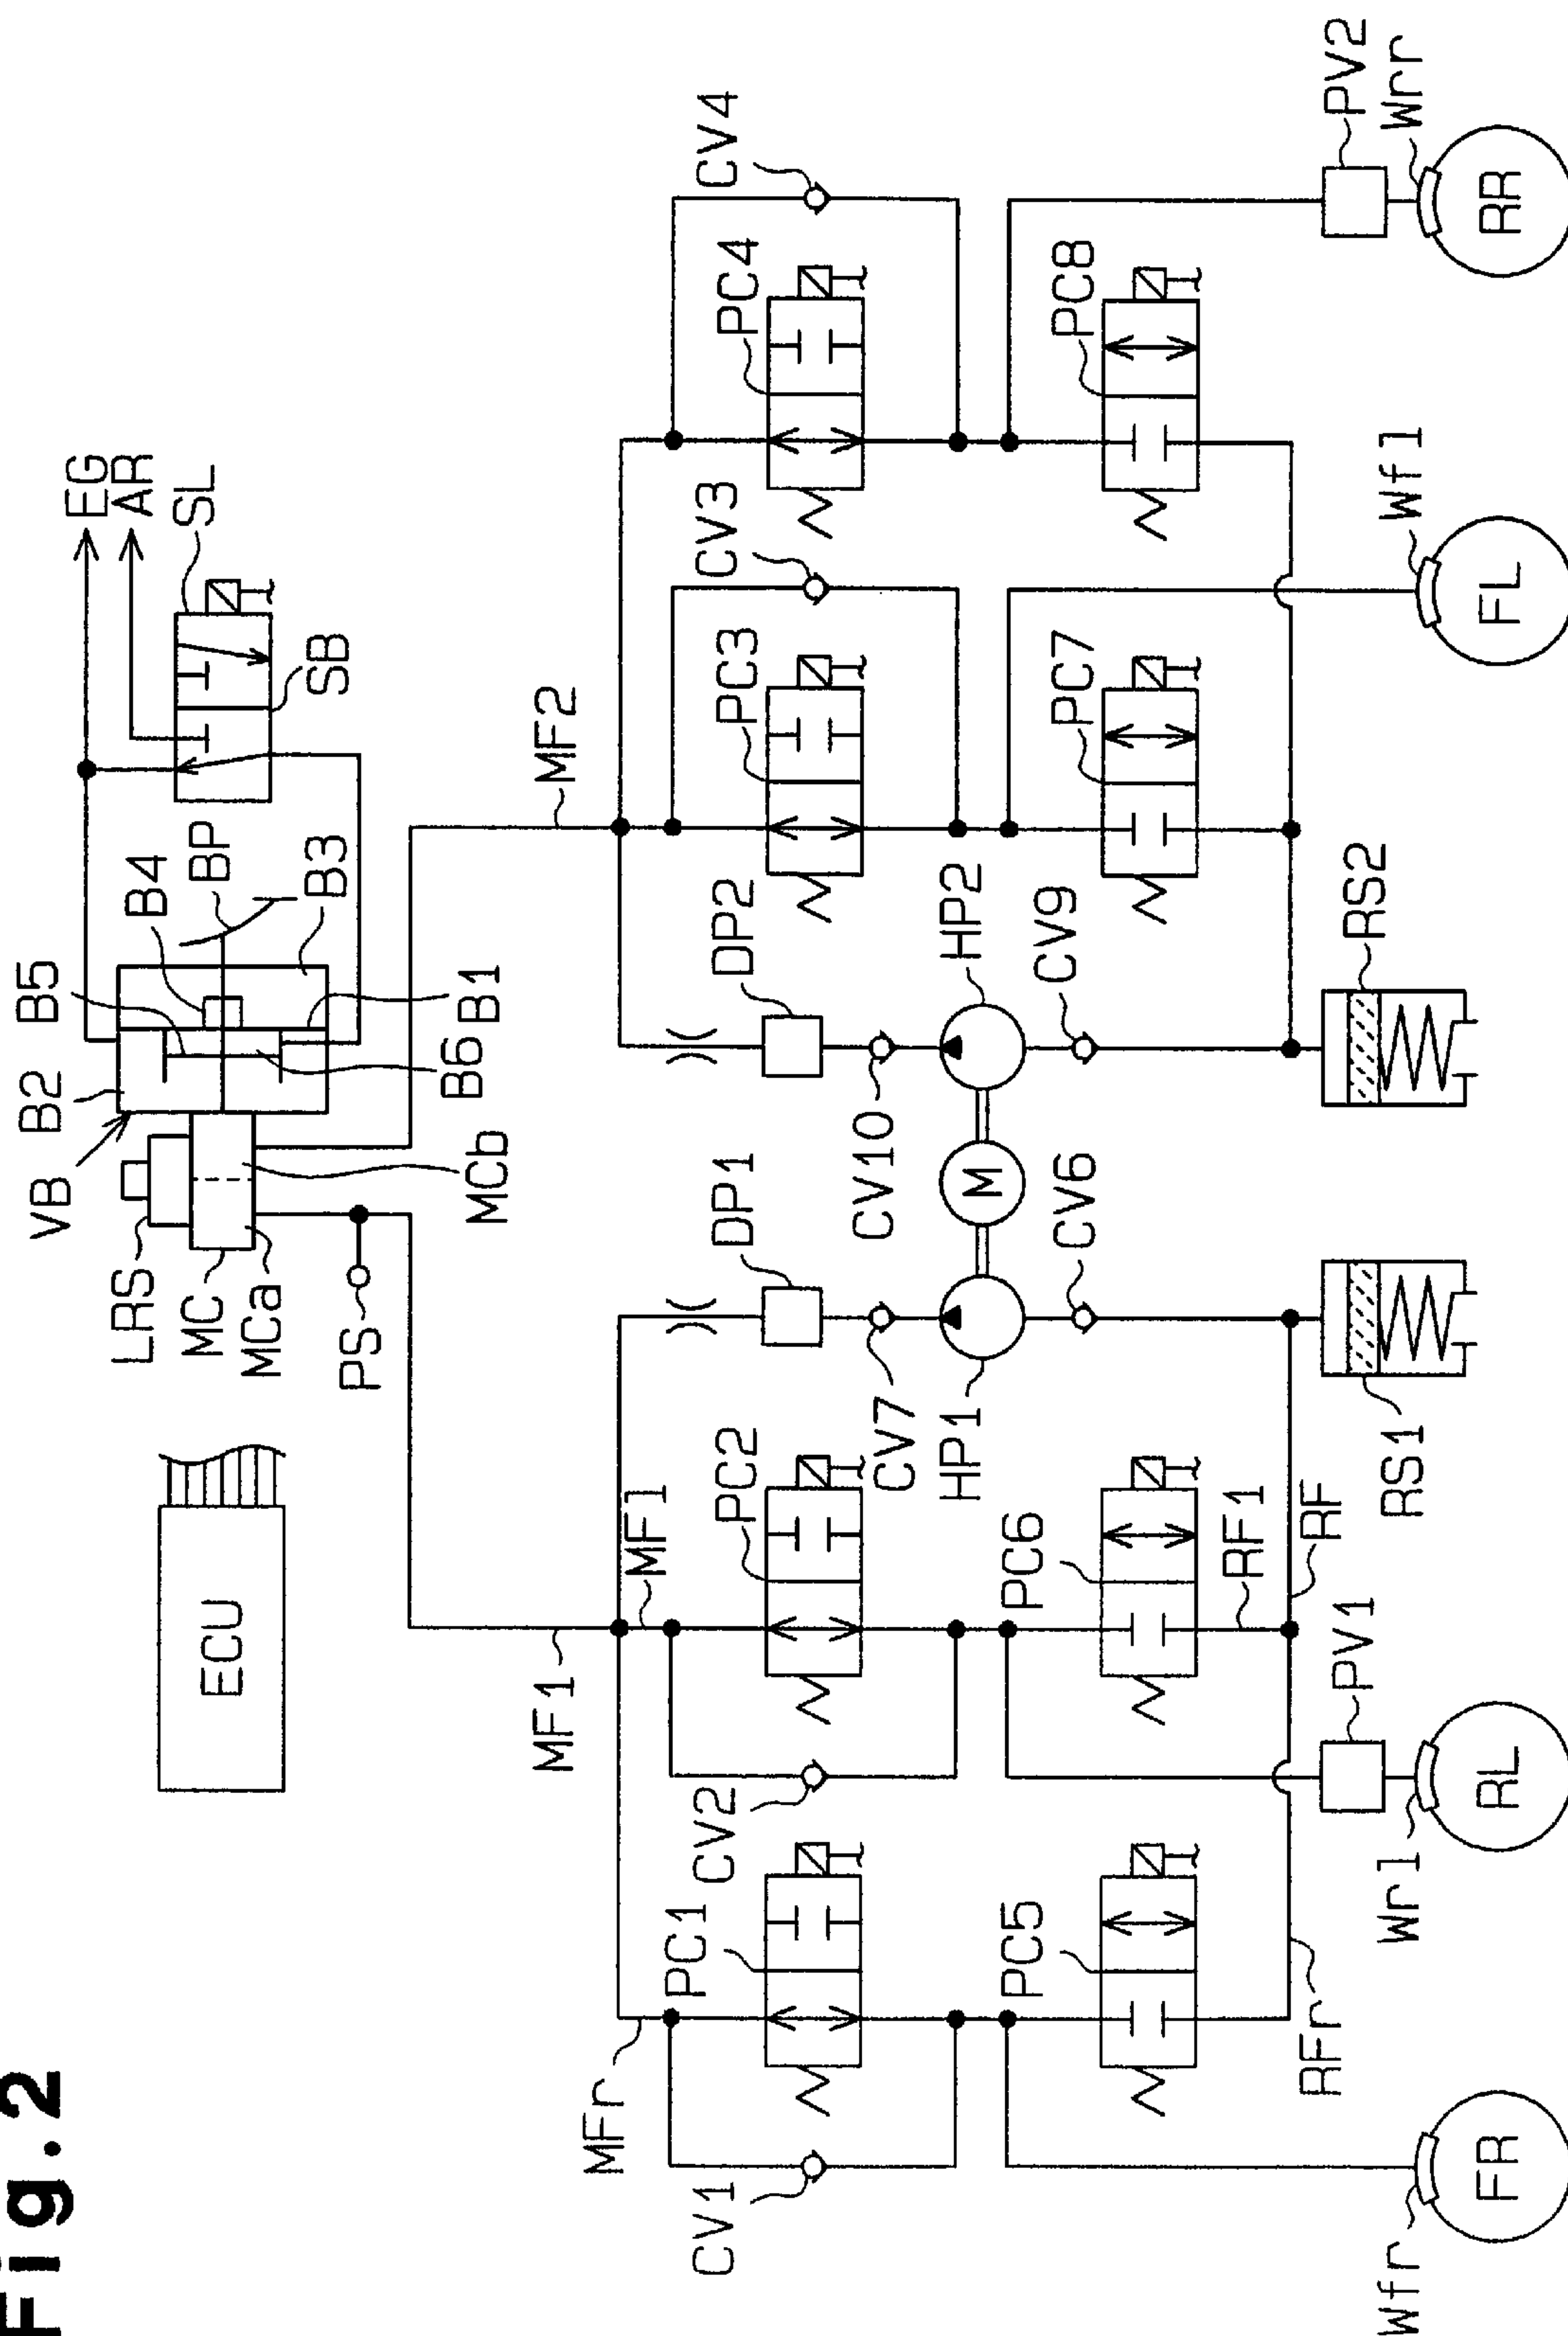 Fig.2
ECU
VB
B2
B5
B4
BP
B3
B1
B6
EG
AR
SL
SB
LRS
MC
MCa
MCb
PS
MF1
MF2
MFr
MF1
PC1
CV1
PC2
CV2
DP1
CV7
HP1
M
CV6
DP2
CV10
HP2
CV9
PC3
CV3
PC4
CV4
PC5
PC6
RF1
RF
RFr
RS1
RS2
PC7
PC8
PV1
PV2
Wfr
FR
Wrl
RL
Wfl
FL
Wrr
RR